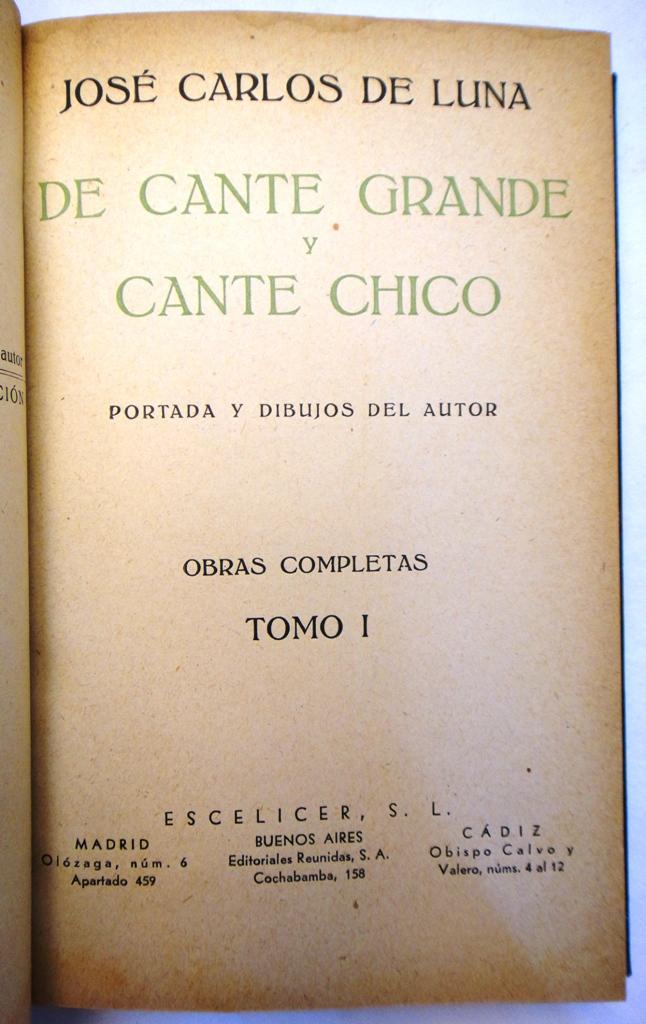 JOSÉ CARLOS DE LUNA
DE CANTE GRANDE
Y
CANTE CHICO
PORTADA Y DIBUJOS DEL AUTOR
OBRAS COMPLETAS
TOMO I
ESCELICER, S. L.
MADRID
Olózaga, núm. 6
Apartado 459
BUENOS AIRES
Editoriales Reunidas, S. A.
Cochabamba, 158
CÁDIZ
Obispo Calvo y
Valero, núms. 4 al 12
autor